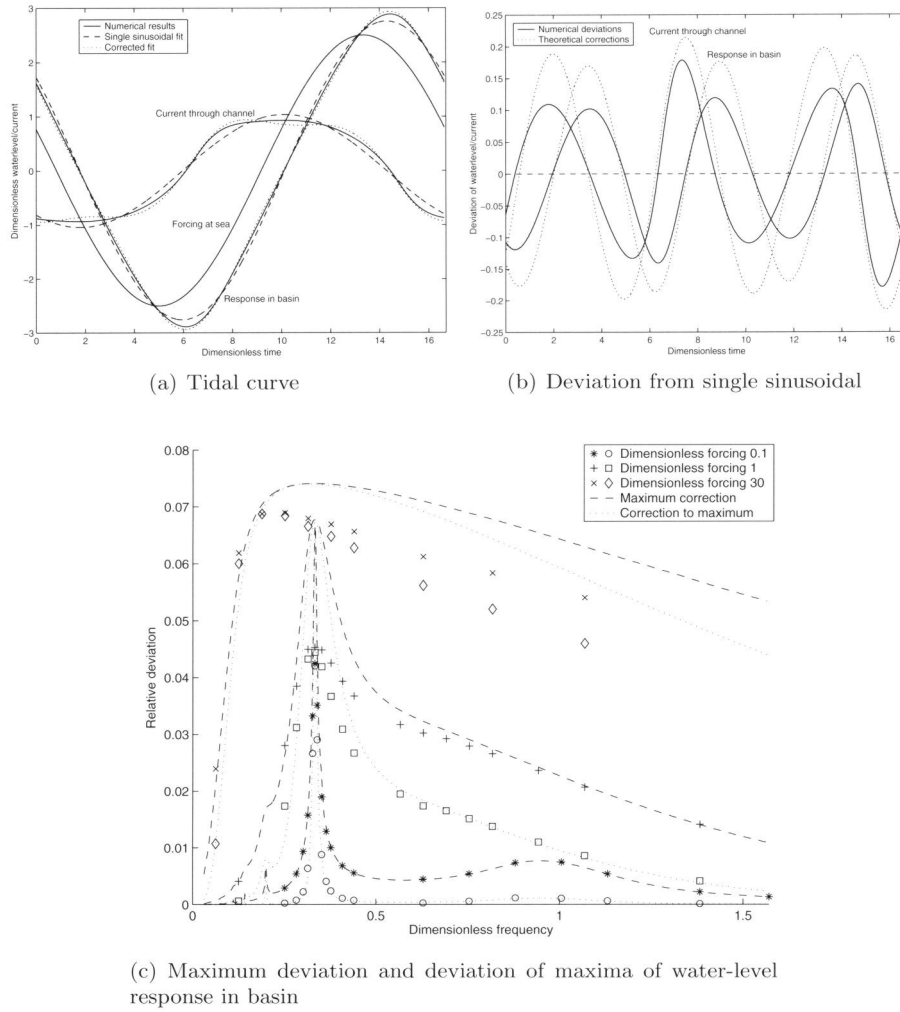 Numerical results
Single sinusoidal fit
Corrected fit
3
2
1
0
−1
−2
−3
Dimensionless waterlevel/current
Current through channel
Forcing at sea
Response in basin
0 2 4 6 8 10 12 14 16
Dimensionless time
(a) Tidal curve
Numerical deviations
Theoretical corrections
0.25
0.2
0.15
0.1
0.05
0
−0.05
−0.1
−0.15
−0.2
−0.25
Deviation of waterlevel/current
Current through channel
Response in basin
0 2 4 6 8 10 12 14 16
Dimensionless time
(b) Deviation from single sinusoidal
Dimensionless forcing 0.1
Dimensionless forcing 1
Dimensionless forcing 30
Maximum correction
Correction to maximum
0.08
0.07
0.06
0.05
0.04
0.03
0.02
0.01
0
Relative deviation
0 0.5 1 1.5
Dimensionless frequency
(c) Maximum deviation and deviation of maxima of water-level
response in basin